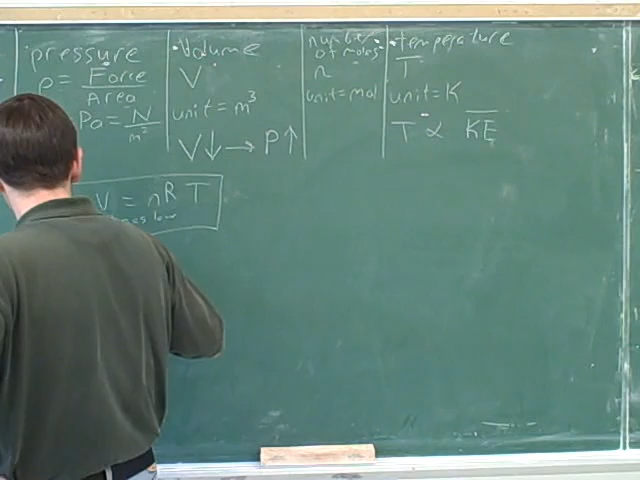 pressure
P = Force
Area
Pa = N
m²
Volume
V
unit = m³
V↓ → P↑
number
of moles
n
unit = mol
temperature
T
unit = K
T ∝ KE
V = nRT